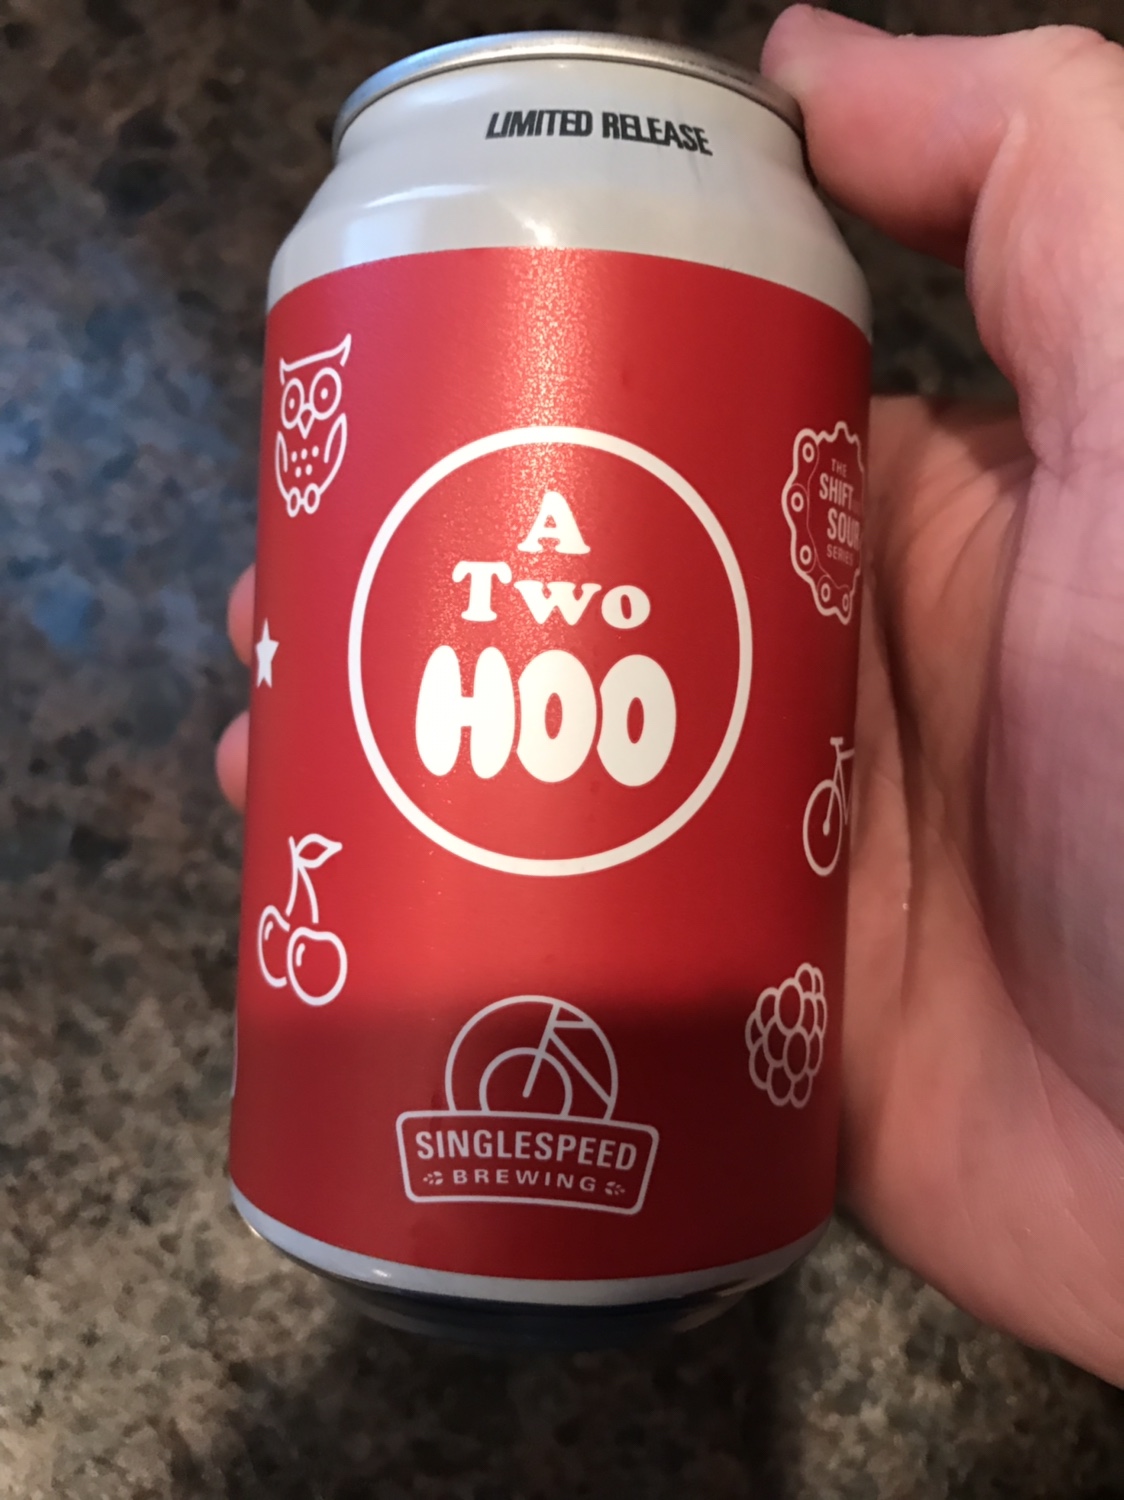 LIMITED RELEASE
A
Two
HOO
THE
SHIFT
SOUR
SERIES
SINGLESPEED
BREWING